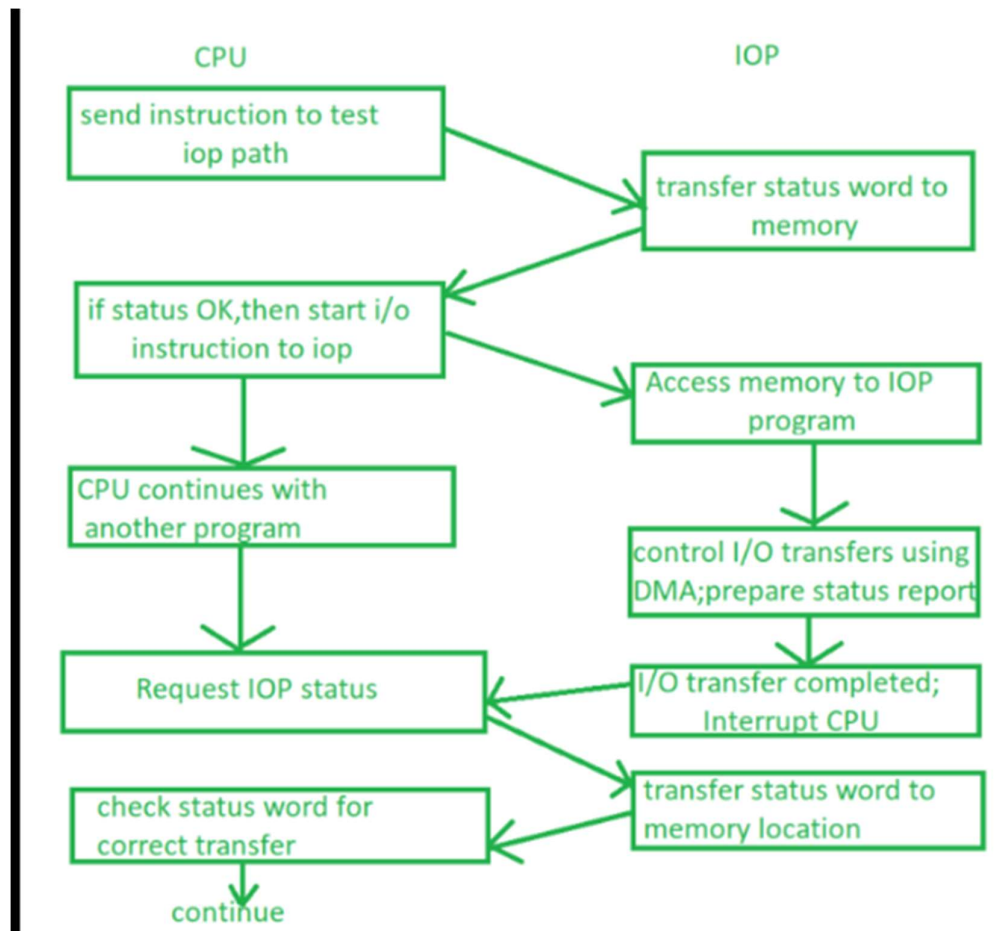 CPU
IOP
send instruction to test
iop path
transfer status word to
memory
if status OK,then start i/o
instruction to iop
Access memory to IOP
program
CPU continues with
another program
control I/O transfers using
DMA;prepare status report
Request IOP status
I/O transfer completed;
Interrupt CPU
transfer status word to
memory location
check status word for
correct transfer
continue